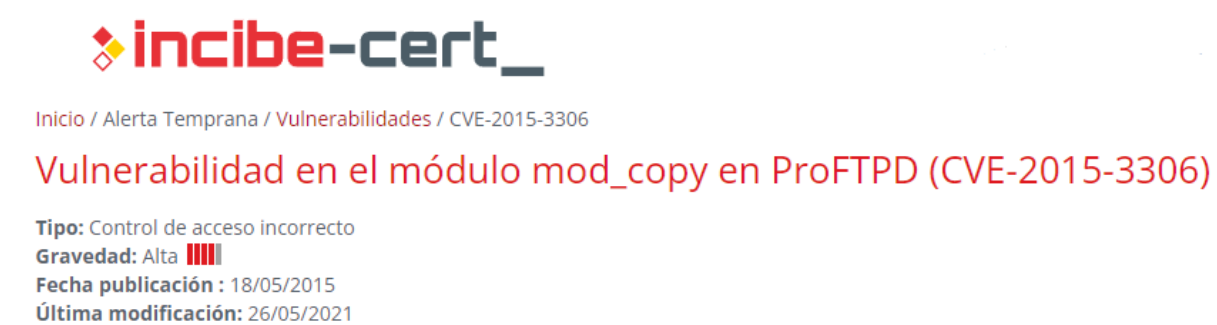 incibe-cert_
Inicio / Alerta Temprana / Vulnerabilidades / CVE-2015-3306
Vulnerabilidad en el módulo mod_copy en ProFTPD (CVE-2015-3306)
Tipo: Control de acceso incorrecto
Gravedad: Alta
Fecha publicación : 18/05/2015
Última modificación: 26/05/2021